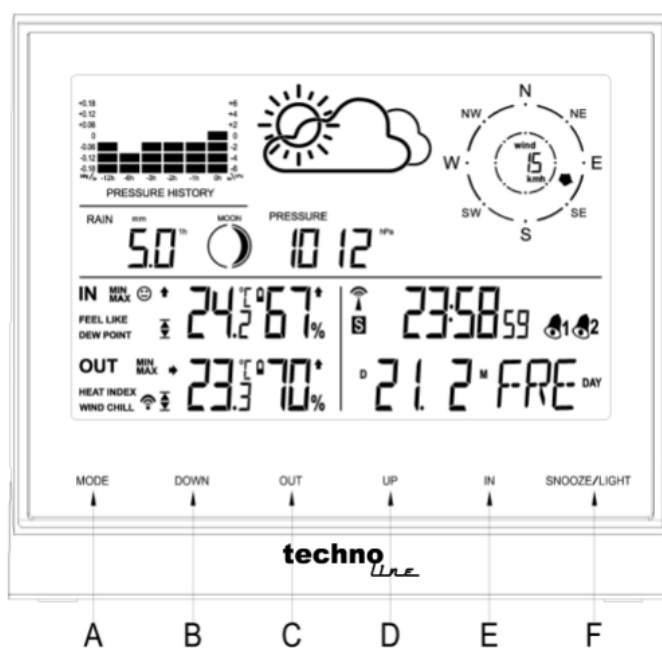 +0.18 +6
+0.12 +4
+0.06 +2
0 0
-0.06 -2
-0.12 -4
-0.18 -6
-12h -6h -3h -2h -1h 0h
PRESSURE HISTORY
N
NW NE
W E
SW SE
S
wind
15
kmh
RAIN mm MOON PRESSURE
5.0 1h 1012 hPa
IN MIN MAX 24.2 °C 67%
FEEL LIKE
DEW POINT
S 23:58 59 1 2
OUT MIN MAX 23.3 °C 70%
HEAT INDEX
WIND CHILL
D 21. 2 M FRE DAY
MODE DOWN OUT UP IN SNOOZE/LIGHT
techno
line
A B C D E F